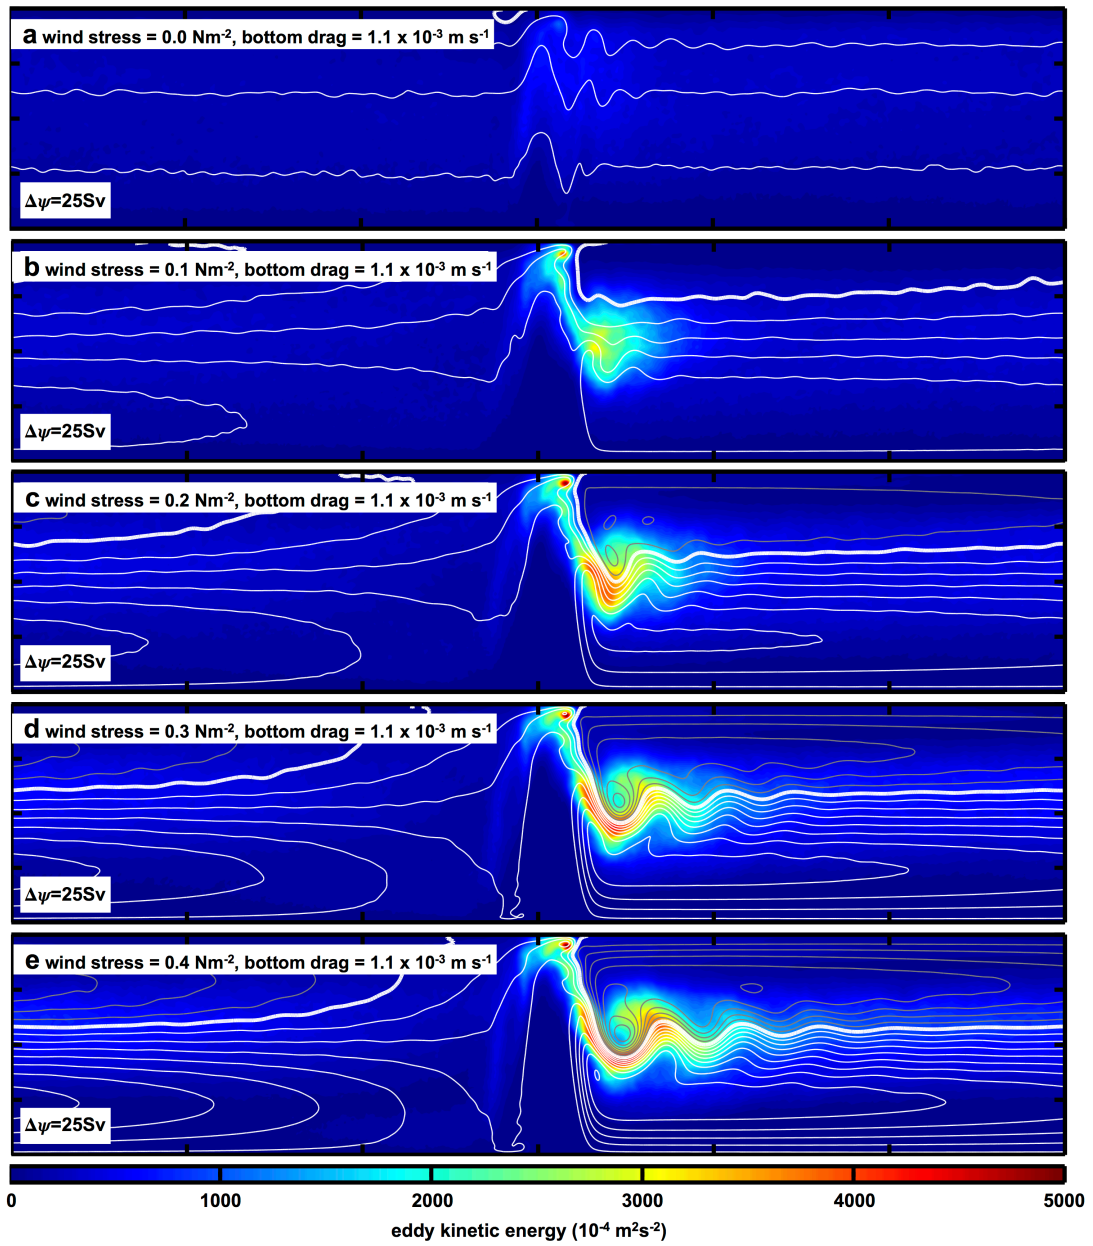 a wind stress = 0.0 Nm-2, bottom drag = 1.1 x 10-3 m s-1
Δψ=25Sv
b wind stress = 0.1 Nm-2, bottom drag = 1.1 x 10-3 m s-1
Δψ=25Sv
c wind stress = 0.2 Nm-2, bottom drag = 1.1 x 10-3 m s-1
Δψ=25Sv
d wind stress = 0.3 Nm-2, bottom drag = 1.1 x 10-3 m s-1
Δψ=25Sv
e wind stress = 0.4 Nm-2, bottom drag = 1.1 x 10-3 m s-1
Δψ=25Sv
0 1000 2000 3000 4000 5000
eddy kinetic energy (10-4 m2s-2)